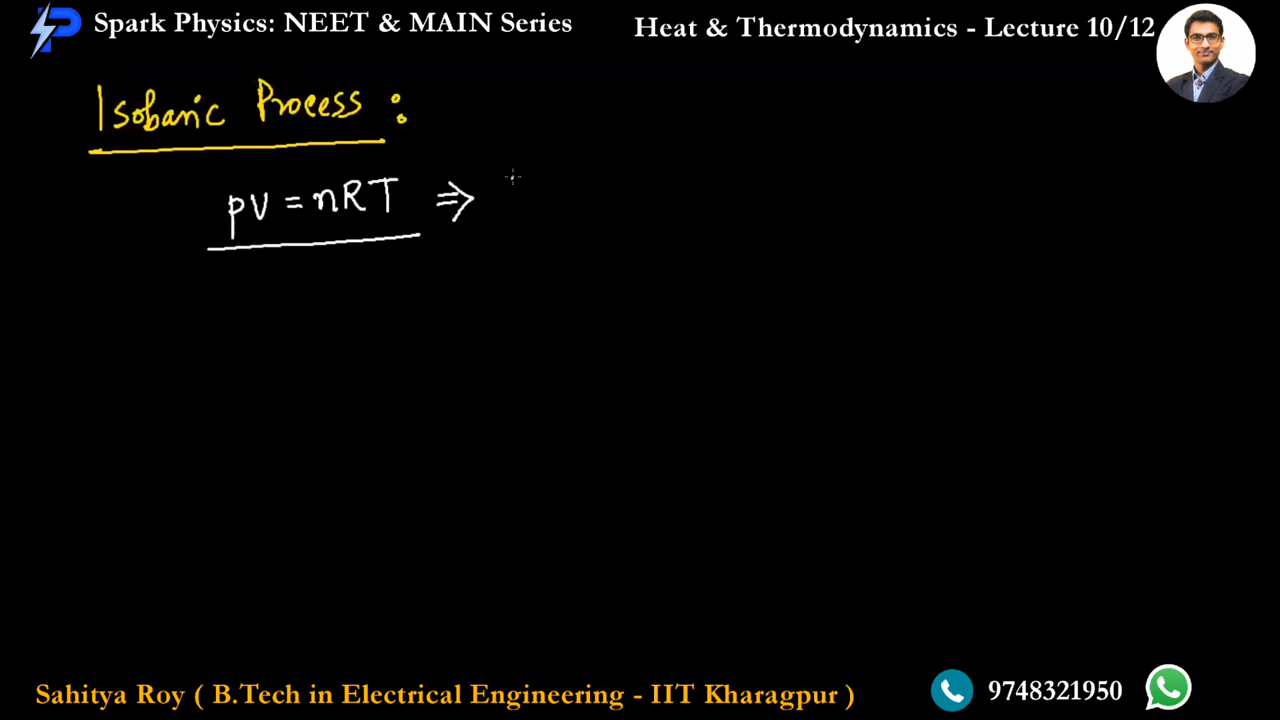 Spark Physics: NEET & MAIN Series
Heat & Thermodynamics - Lecture 10/12
Isobaric Process :
pV = nRT ⇒
Sahitya Roy ( B.Tech in Electrical Engineering - IIT Kharagpur )
9748321950